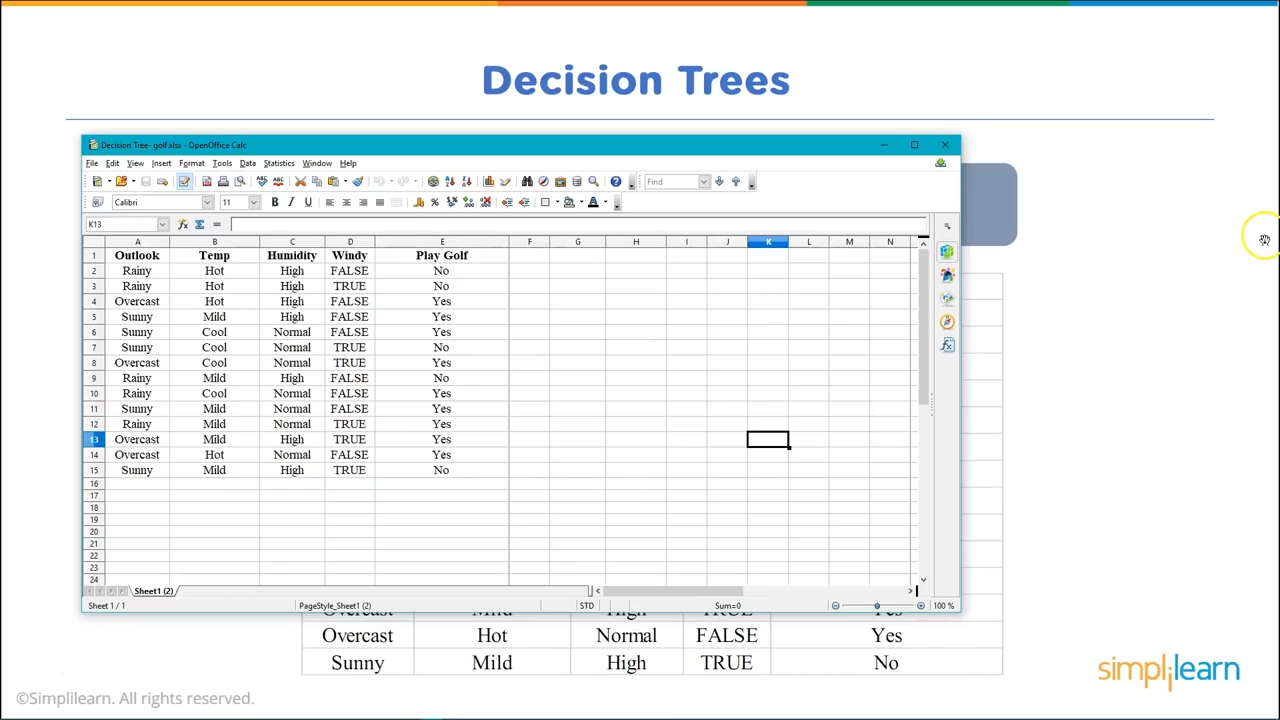 Decision Trees
Decision Tree- golf.xlsx - OpenOffice Calc
File Edit View Insert Format Tools Data Statistics Window Help
Find
Calibri 11 B I U
K13
A B C D E F G H I J K L M N
1 Outlook Temp Humidity Windy Play Golf
2 Rainy Hot High FALSE No
3 Rainy Hot High TRUE No
4 Overcast Hot High FALSE Yes
5 Sunny Mild High FALSE Yes
6 Sunny Cool Normal FALSE Yes
7 Sunny Cool Normal TRUE No
8 Overcast Cool Normal TRUE Yes
9 Rainy Mild High FALSE No
10 Rainy Cool Normal FALSE Yes
11 Sunny Mild Normal FALSE Yes
12 Rainy Mild Normal TRUE Yes
13 Overcast Mild High TRUE Yes
14 Overcast Hot Normal FALSE Yes
15 Sunny Mild High TRUE No
16
17
18
19
20
21
22
23
24
Sheet1 (2)
Sheet 1 / 1 PageStyle_Sheet1 (2) STD Sum=0 100 %
Overcast Mild High TRUE Yes
Overcast Hot Normal FALSE Yes
Sunny Mild High TRUE No
simplilearn
©Simplilearn. All rights reserved.